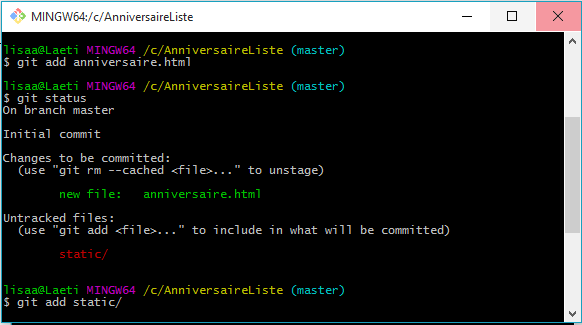 MINGW64:/c/AnniversaireListe
lisaa@Laeti MINGW64 /c/AnniversaireListe (master)
$ git add anniversaire.html
lisaa@Laeti MINGW64 /c/AnniversaireListe (master)
$ git status
On branch master
Initial commit
Changes to be committed:
(use "git rm --cached <file>..." to unstage)
new file: anniversaire.html
Untracked files:
(use "git add <file>..." to include in what will be committed)
static/
lisaa@Laeti MINGW64 /c/AnniversaireListe (master)
$ git add static/